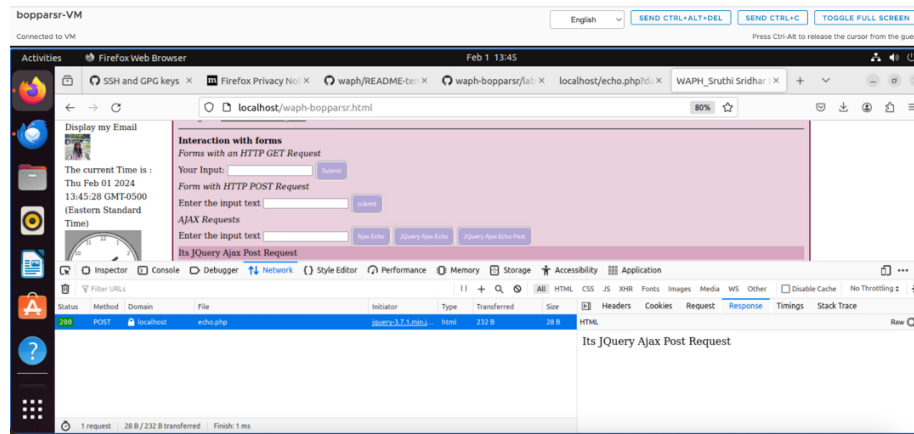 bopparsr-VM
English
SEND CTRL+ALT+DEL
SEND CTRL+C
TOGGLE FULL SCREEN
Connected to VM
Press Ctrl-Alt to release the cursor from the gue
Activities
Firefox Web Browser
Feb 1 13:45
SSH and GPG keys
Firefox Privacy No
waph/README-ten
waph-bopparsr/lab
localhost/echo.php?da
WAPH_Sruthi Sridhar
localhost/waph-bopparsr.html
80%
Display my Email
The current Time is :
Thu Feb 01 2024
13:45:28 GMT-0500
(Eastern Standard
Time)
Interaction with forms
Forms with an HTTP GET Request
Your Input:
Submit
Form with HTTP POST Request
Enter the input text
submit
AJAX Requests
Enter the input text
Ajax Echo
JQuery Ajax Echo
JQuery Ajax Echo Post
Its JQuery Ajax Post Request
Inspector Console Debugger Network Style Editor Performance Memory Storage Accessibility Application
Filter URLs
All HTML CSS JS XHR Fonts Images Media WS Other Disable Cache No Throttling
Status Method Domain File Initiator Type Transferred Size
Headers Cookies Request Response Timings Stack Trace
200 POST localhost echo.php jquery-3.7.1.min.j... html 232 B 28 B
HTML
Raw
Its JQuery Ajax Post Request
1 request 28 B / 232 B transferred Finish: 1 ms